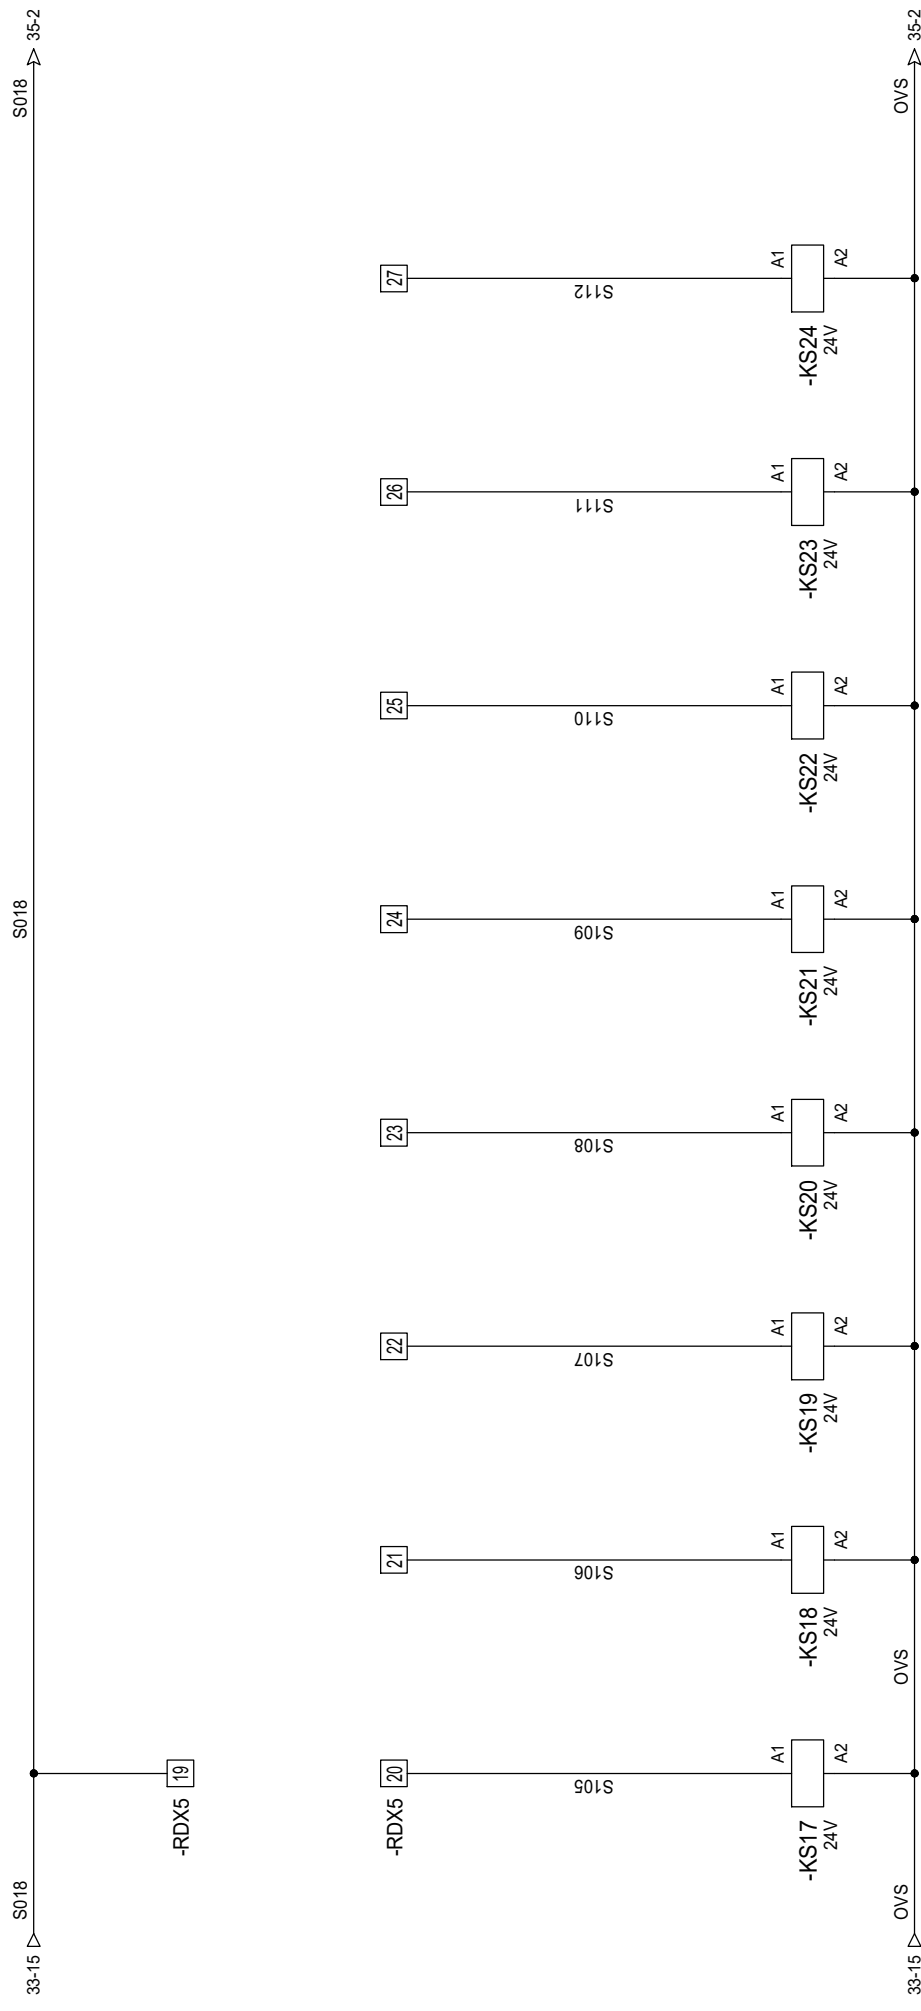 33-15
S018
S018
S018
35-2
-RDX5
19
-RDX5
20
21
22
23
24
25
26
27
S105
S106
S107
S108
S109
S110
S111
S112
-KS17
24V
A1
A2
-KS18
24V
A1
A2
-KS19
24V
A1
A2
-KS20
24V
A1
A2
-KS21
24V
A1
A2
-KS22
24V
A1
A2
-KS23
24V
A1
A2
-KS24
24V
A1
A2
33-15
OVS
OVS
OVS
35-2